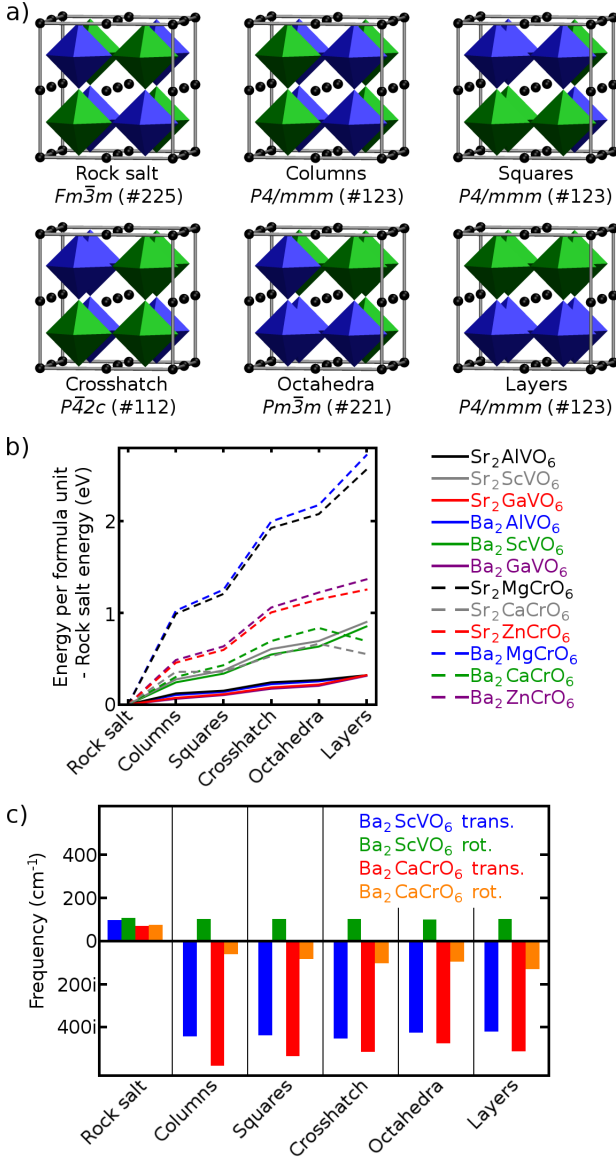 a)
Rock salt
Fm3̅m (#225)
Columns
P4/mmm (#123)
Squares
P4/mmm (#123)
Crosshatch
P4̅2c (#112)
Octahedra
Pm3̅m (#221)
Layers
P4/mmm (#123)
b)
Energy per formula unit
- Rock salt energy (eV)
2
1
0
Rock salt
Columns
Squares
Crosshatch
Octahedra
Layers
Sr₂AlVO₆
Sr₂ScVO₆
Sr₂GaVO₆
Ba₂AlVO₆
Ba₂ScVO₆
Ba₂GaVO₆
Sr₂MgCrO₆
Sr₂CaCrO₆
Sr₂ZnCrO₆
Ba₂MgCrO₆
Ba₂CaCrO₆
Ba₂ZnCrO₆
c)
Frequency (cm⁻¹)
400
200
0
200i
400i
Ba₂ScVO₆ trans.
Ba₂ScVO₆ rot.
Ba₂CaCrO₆ trans.
Ba₂CaCrO₆ rot.
Rock salt
Columns
Squares
Crosshatch
Octahedra
Layers